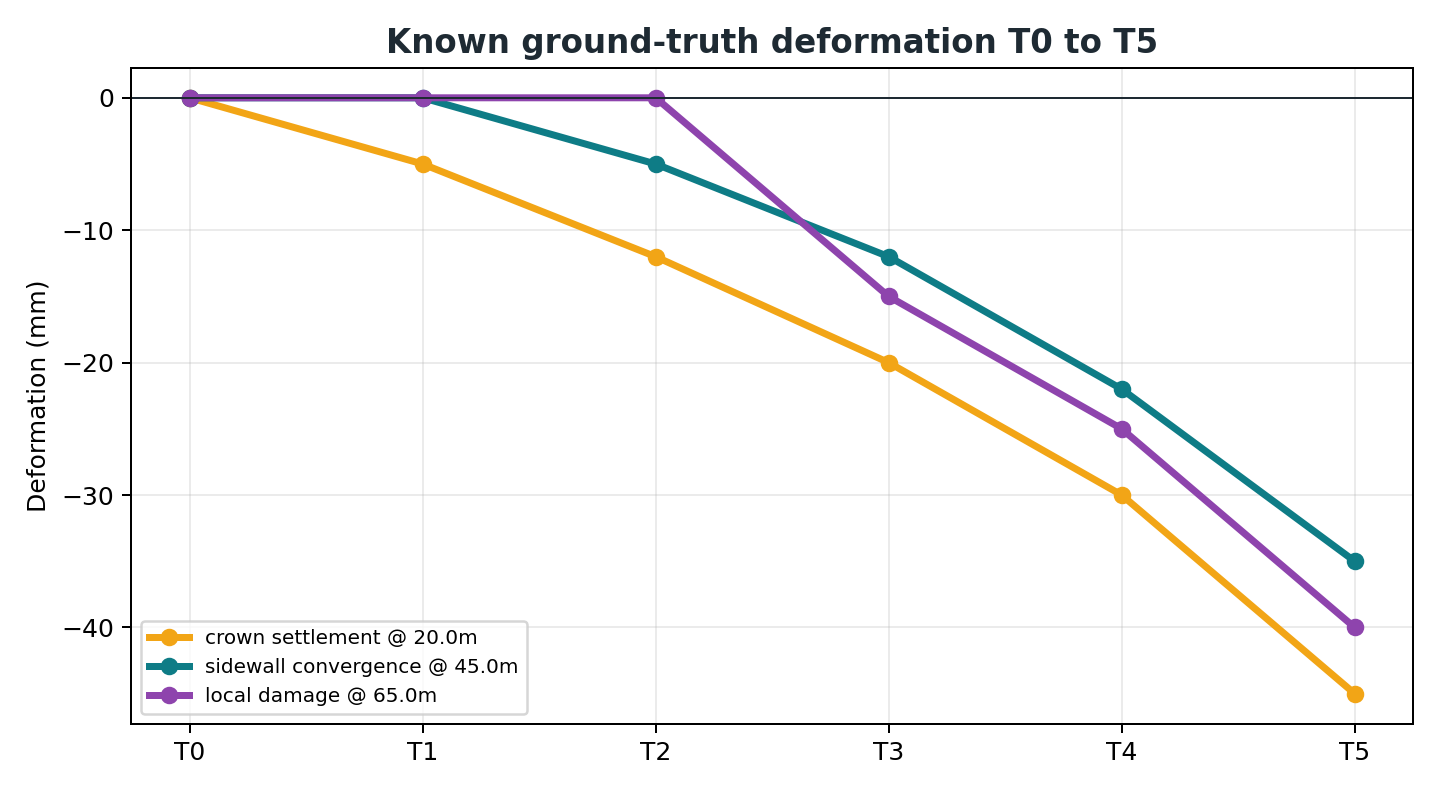 Known ground-truth deformation T0 to T5
Deformation (mm)
0
−10
−20
−30
−40
crown settlement @ 20.0m
sidewall convergence @ 45.0m
local damage @ 65.0m
T0 T1 T2 T3 T4 T5